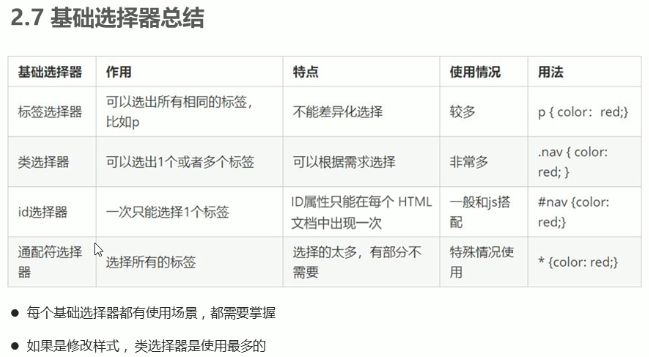 2.7 基础选择器总结
基础选择器 作用 特点 使用情况 用法
标签选择器 可以选出所有相同的标签，比如p 不能差异化选择 较多 p { color：red;}
类选择器 可以选出1个或者多个标签 可以根据需求选择 非常多 .nav { color: red; }
id选择器 一次只能选择1个标签 ID属性只能在每个 HTML 文档中出现一次 一般和js搭配 #nav {color: red;}
通配符选择器 选择所有的标签 选择的太多，有部分不需要 特殊情况使用 * {color: red;}
● 每个基础选择器都有使用场景，都需要掌握
● 如果是修改样式，类选择器是使用最多的